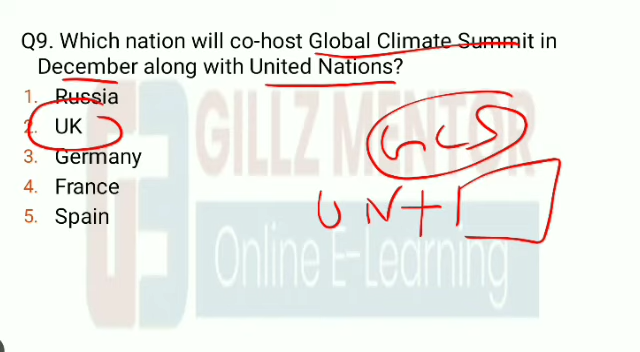 Q9. Which nation will co-host Global Climate Summit in
December along with United Nations?
1. Russia
2. UK
3. Germany
4. France
5. Spain
GILLZ MENTOR
Online E-Learning
GCS
UN +